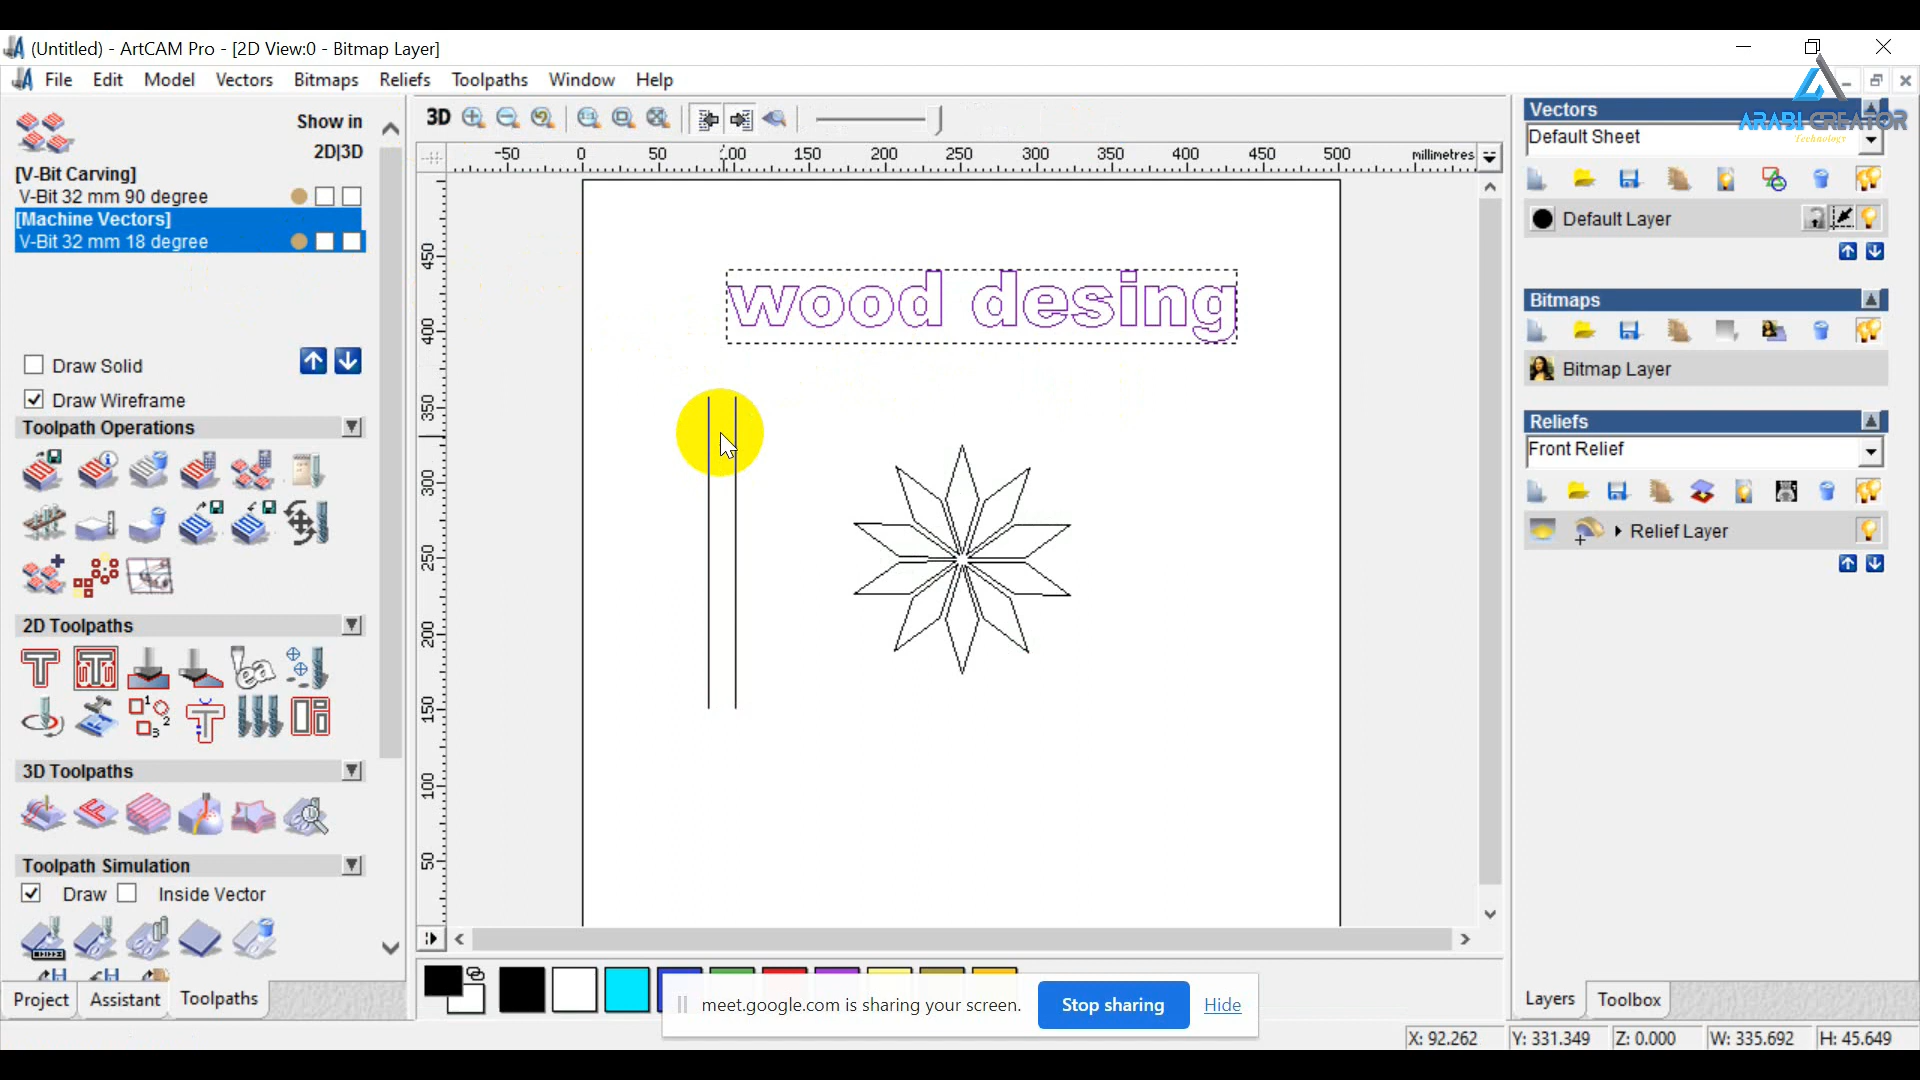 (Untitled) - ArtCAM Pro - [2D View:0 - Bitmap Layer]
File Edit Model Vectors Bitmaps Reliefs Toolpaths Window Help
ARABI CREATOR
Technology
Show in
2D|3D
[V-Bit Carving]
V-Bit 32 mm 90 degree
[Machine Vectors]
V-Bit 32 mm 18 degree
Draw Solid
Draw Wireframe
Toolpath Operations
2D Toolpaths
3D Toolpaths
Toolpath Simulation
Draw Inside Vector
Project Assistant Toolpaths
3D
-50 0 50 100 150 200 250 300 350 400 450 500 millimetres
450
400
350
300
250
200
150
100
50
wood desing
Vectors
Default Sheet
Default Layer
Bitmaps
Bitmap Layer
Reliefs
Front Relief
Relief Layer
Layers Toolbox
meet.google.com is sharing your screen. Stop sharing Hide
X: 92.262 Y: 331.349 Z: 0.000 W: 335.692 H: 45.649